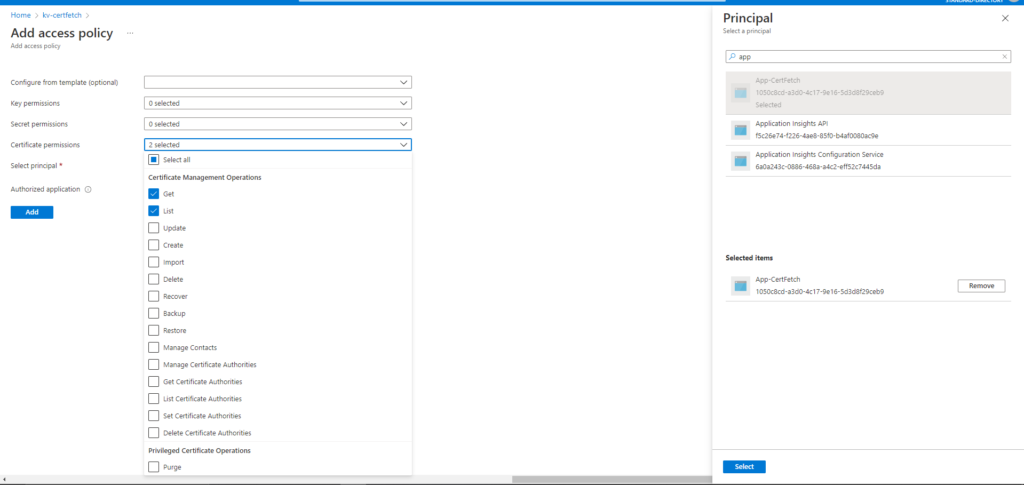 STANDARD-DIRECTORY
Home > kv-certfetch
Add access policy ...
Add access policy
Configure from template (optional)
Key permissions
0 selected
Secret permissions
0 selected
Certificate permissions
2 selected
Select all
Select principal *
Certificate Management Operations
Authorized application
Get
Add
List
Update
Create
Import
Delete
Recover
Backup
Restore
Manage Contacts
Manage Certificate Authorities
Get Certificate Authorities
List Certificate Authorities
Set Certificate Authorities
Delete Certificate Authorities
Privileged Certificate Operations
Purge
Principal
Select a principal
app
App-CertFetch
1050c8cd-a3d0-4c17-9e16-5d3d8f29ceb9
Selected
Application Insights API
f5c26e74-f226-4ae8-85f0-b4af0080ac9e
Application Insights Configuration Service
6a0a243c-0886-468a-a4c2-eff52c7445da
Selected items
App-CertFetch
1050c8cd-a3d0-4c17-9e16-5d3d8f29ceb9
Remove
Select